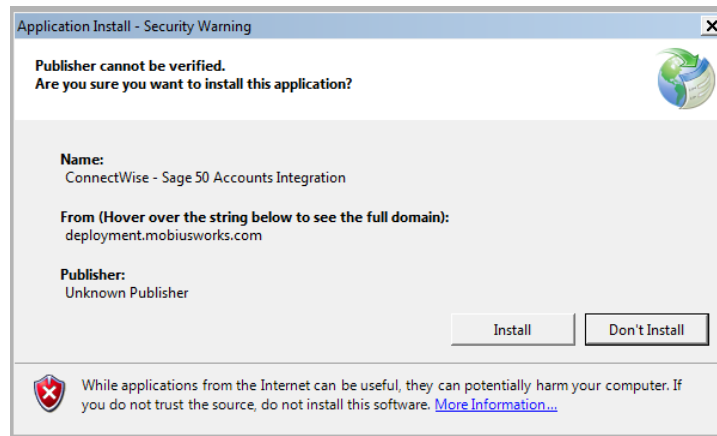 Application Install - Security Warning
Publisher cannot be verified.
Are you sure you want to install this application?
Name:
ConnectWise - Sage 50 Accounts Integration
From (Hover over the string below to see the full domain):
deployment.mobiusworks.com
Publisher:
Unknown Publisher
Install
Don't Install
While applications from the Internet can be useful, they can potentially harm your computer. If
you do not trust the source, do not install this software. More Information...